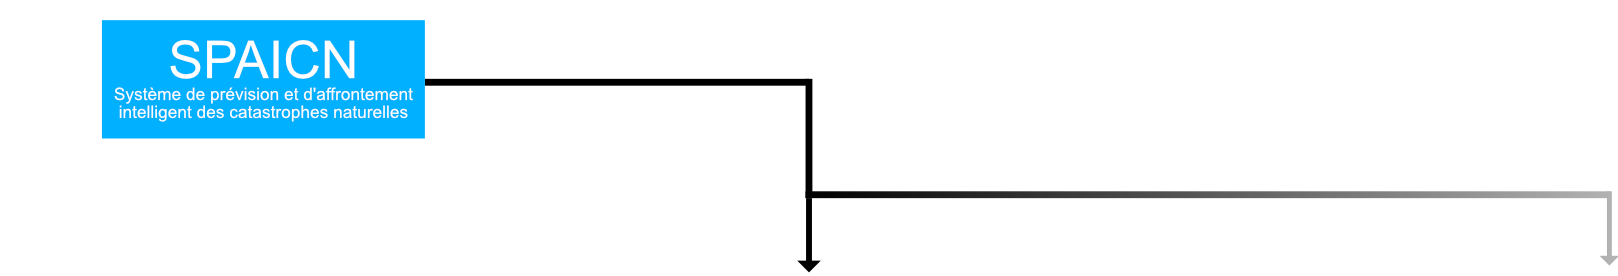 SPAICN
Système de prévision et d'affrontement
intelligent des catastrophes naturelles